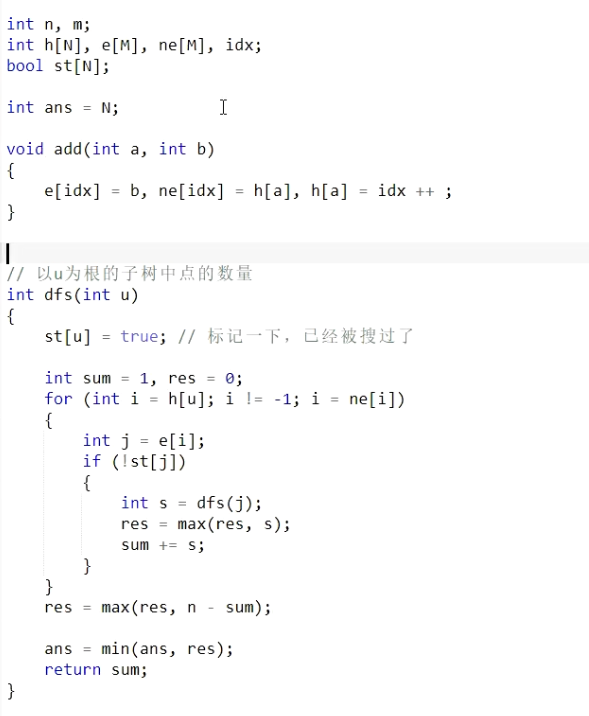 int n, m;
int h[N], e[M], ne[M], idx;
bool st[N];
int ans = N;
void add(int a, int b)
{
    e[idx] = b, ne[idx] = h[a], h[a] = idx ++ ;
}
// 以u为根的子树中点的数量
int dfs(int u)
{
    st[u] = true; // 标记一下，已经被搜过了
    int sum = 1, res = 0;
    for (int i = h[u]; i != -1; i = ne[i])
    {
        int j = e[i];
        if (!st[j])
        {
            int s = dfs(j);
            res = max(res, s);
            sum += s;
        }
    }
    res = max(res, n - sum);
    ans = min(ans, res);
    return sum;
}